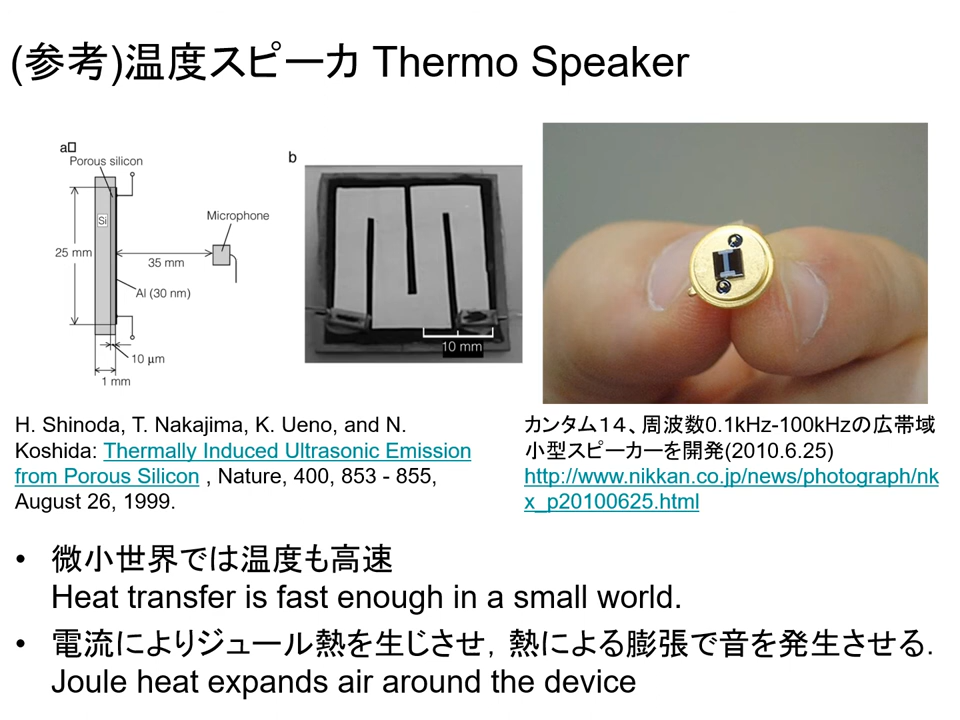 (参考)温度スピーカ Thermo Speaker
a
Porous silicon
Si
25 mm
Microphone
35 mm
Al (30 nm)
10 μm
1 mm
b
10 mm
H. Shinoda, T. Nakajima, K. Ueno, and N.
Koshida: Thermally Induced Ultrasonic Emission
from Porous Silicon , Nature, 400, 853 - 855,
August 26, 1999.
カンタム１４、周波数0.1kHz-100kHzの広帯域
小型スピーカーを開発(2010.6.25)
http://www.nikkan.co.jp/news/photograph/nk
x_p20100625.html
• 微小世界では温度も高速
Heat transfer is fast enough in a small world.
• 電流によりジュール熱を生じさせ，熱による膨張で音を発生させる．
Joule heat expands air around the device